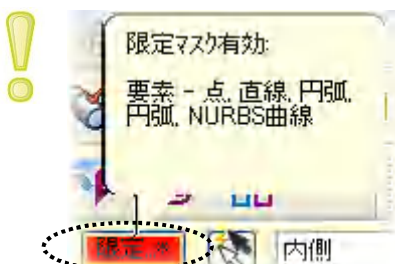 限定マスク有効:
要素 - 点, 直線, 円弧,
円弧, NURBS曲線
限定.*
内側